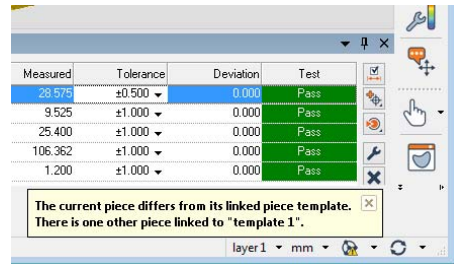 Measured Tolerance Deviation Test
28.575 ±0.500 0.000 Pass
9.525 ±1.000 0.000 Pass
25.400 ±1.000 0.000 Pass
106.362 ±1.000 0.000 Pass
1.200 ±1.000 0.000 Pass
The current piece differs from its linked piece template.
There is one other piece linked to "template 1".
layer1 mm